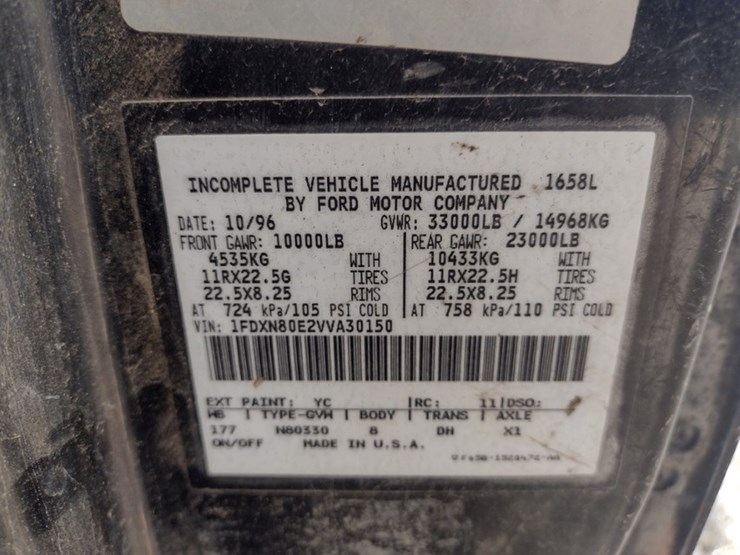 INCOMPLETE VEHICLE MANUFACTURED 1658L
BY FORD MOTOR COMPANY
DATE: 10/96 GVWR: 33000LB / 14968KG
FRONT GAWR: 10000LB | REAR GAWR: 23000LB
4535KG WITH | 10433KG WITH
11RX22.5G TIRES | 11RX22.5H TIRES
22.5X8.25 RIMS | 22.5X8.25 RIMS
AT 724 kPa/105 PSI COLD | AT 758 kPa/110 PSI COLD
VIN: 1FDXN80E2VVA30150
EXT PAINT: YC |RC: 11|DSO:
WB | TYPE-GVW | BODY | TRANS | AXLE
177 N80330 8 DH X1
ON/OFF MADE IN U.S.A.